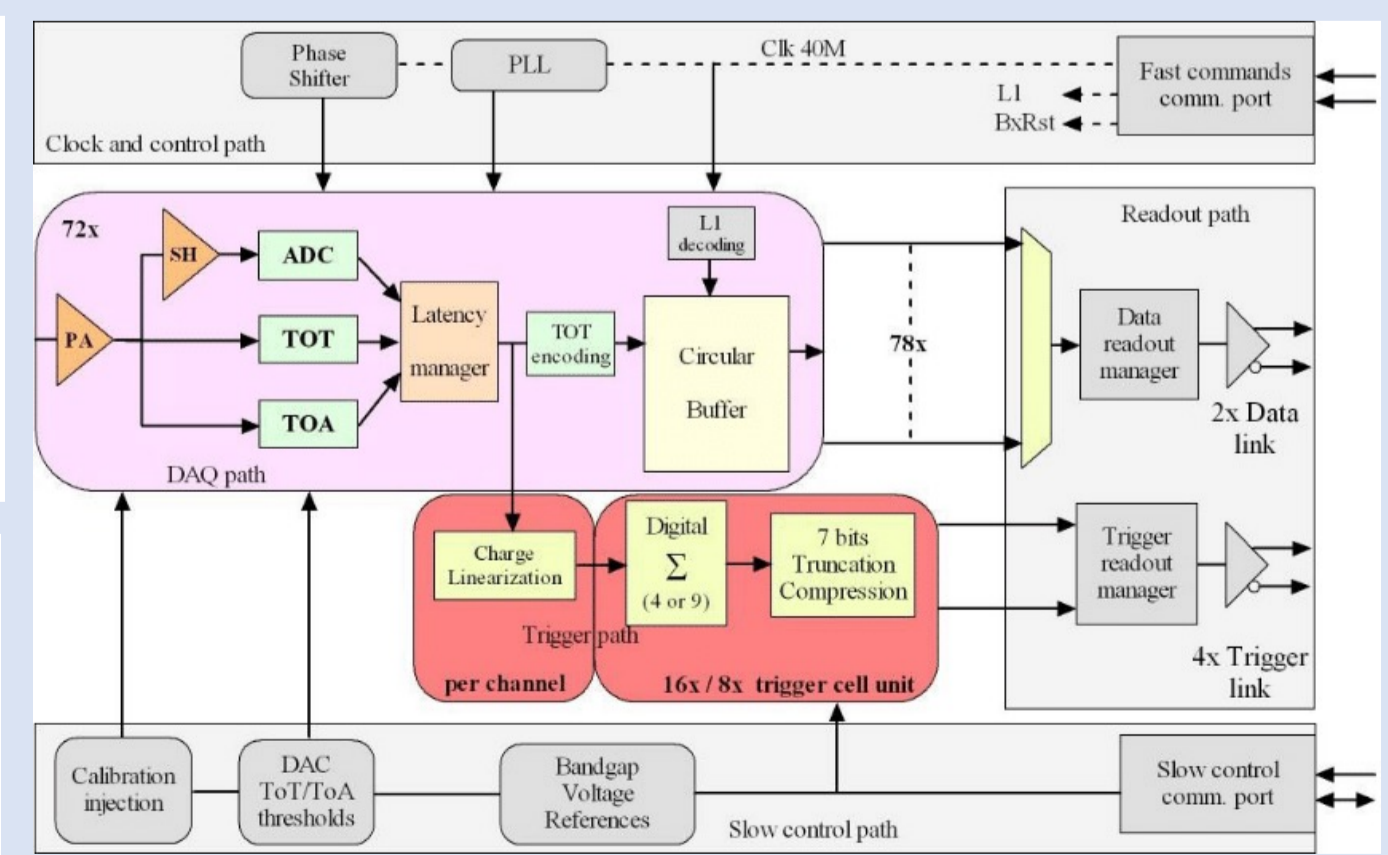 Phase
Shifter
PLL
Clk 40M
Fast commands
comm. port
L1
BxRst
Clock and control path
72x
SH
ADC
PA
TOT
TOA
Latency
manager
TOT
encoding
L1
decoding
Circular
Buffer
DAQ path
78x
Readout path
Data
readout
manager
2x Data
link
Charge
Linearization
Digital
Σ
(4 or 9)
7 bits
Truncation
Compression
Trigger path
per channel
16x / 8x trigger cell unit
Trigger
readout
manager
4x Trigger
link
Calibration
injection
DAC
ToT/ToA
thresholds
Bandgap
Voltage
References
Slow control path
Slow control
comm. port